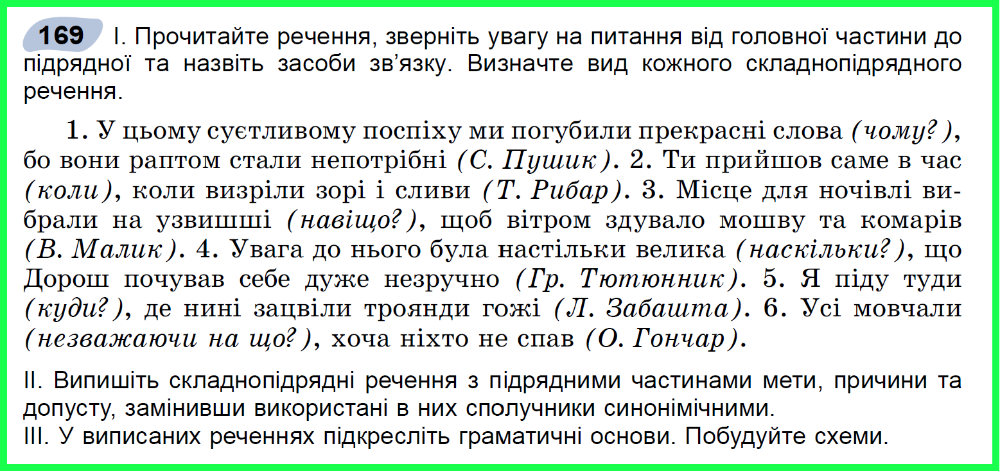 169 І. Прочитайте речення, зверніть увагу на питання від головної частини до
підрядної та назвіть засоби зв’язку. Визначте вид кожного складнопідрядного
речення.
1. У цьому суєтливому поспіху ми погубили прекрасні слова (чому?),
бо вони раптом стали непотрібні (С. Пушик). 2. Ти прийшов саме в час
(коли), коли визріли зорі і сливи (Т. Рибар). 3. Місце для ночівлі ви-
брали на узвишші (навіщо?), щоб вітром здувало мошву та комарів
(В. Малик). 4. Увага до нього була настільки велика (наскільки?), що
Дорош почував себе дуже незручно (Гр. Тютюнник). 5. Я піду туди
(куди?), де нині зацвіли троянди гожі (Л. Забашта). 6. Усі мовчали
(незважаючи на що?), хоча ніхто не спав (О. Гончар).
ІІ. Випишіть складнопідрядні речення з підрядними частинами мети, причини та
допусту, замінивши використані в них сполучники синонімічними.
ІІІ. У виписаних реченнях підкресліть граматичні основи. Побудуйте схеми.